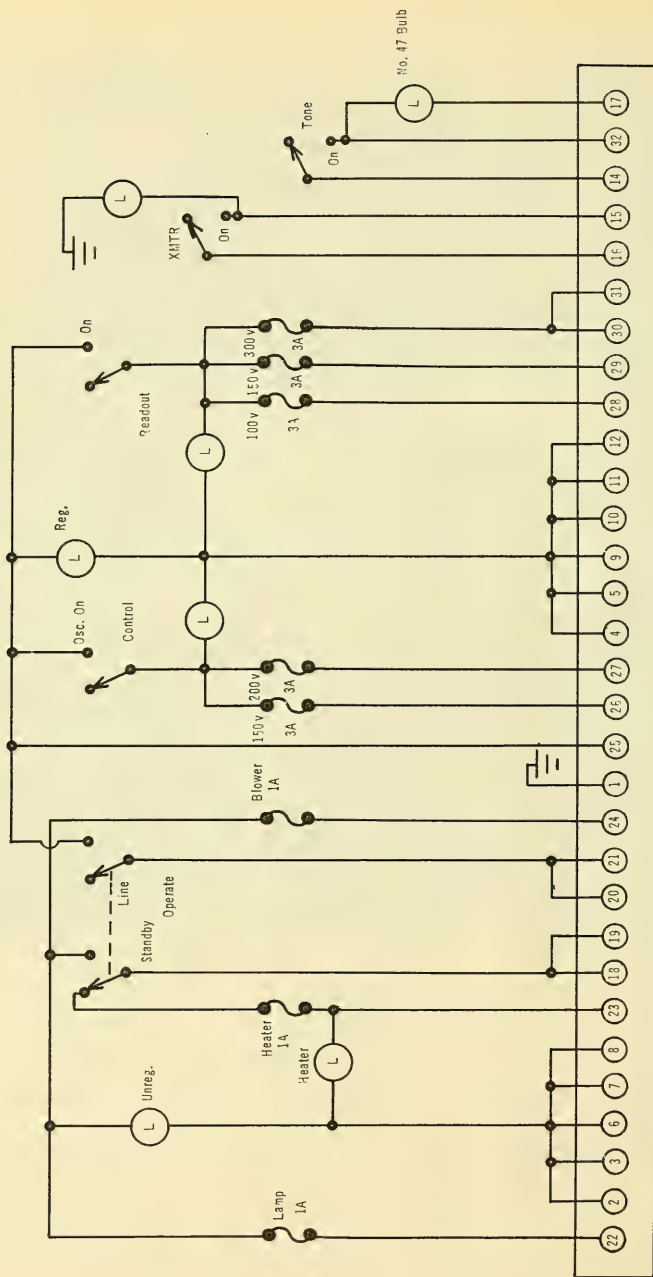 No. 47 Bulb
L
Tone
On
L
XMTR
On
On
Readout
300v
3A
150v
3A
100v
3A
L
Reg.
L
Osc. On
Control
L
200v
3A
150v
3A
Blower
1A
Line
Operate
Standby
Heater
1A
Heater
L
Unreg.
L
Lamp
1A
17
32
14
15
16
31
30
29
28
12
11
10
9
5
4
27
26
25
1
24
21
20
19
18
23
8
7
6
3
2
22